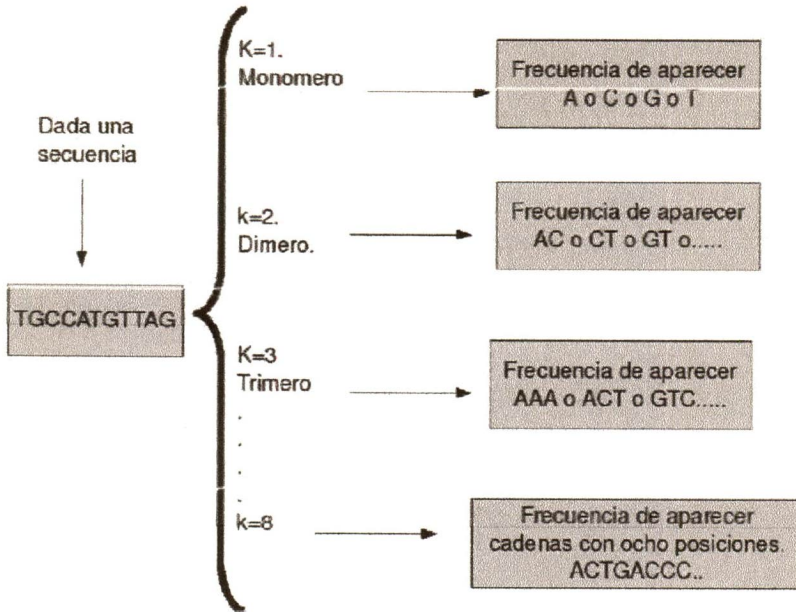 Dada una
secuencia
TGCCATGTTAG
K=1.
Monomero
Frecuencia de aparecer
A o C o G o T
k=2.
Dimero.
Frecuencia de aparecer
AC o CT o GT o.....
K=3
Trimero
Frecuencia de aparecer
AAA o ACT o GTC.....
.
.
.
.
k=8
Frecuencia de aparecer
cadenas con ocho posiciones.
ACTGACCC..